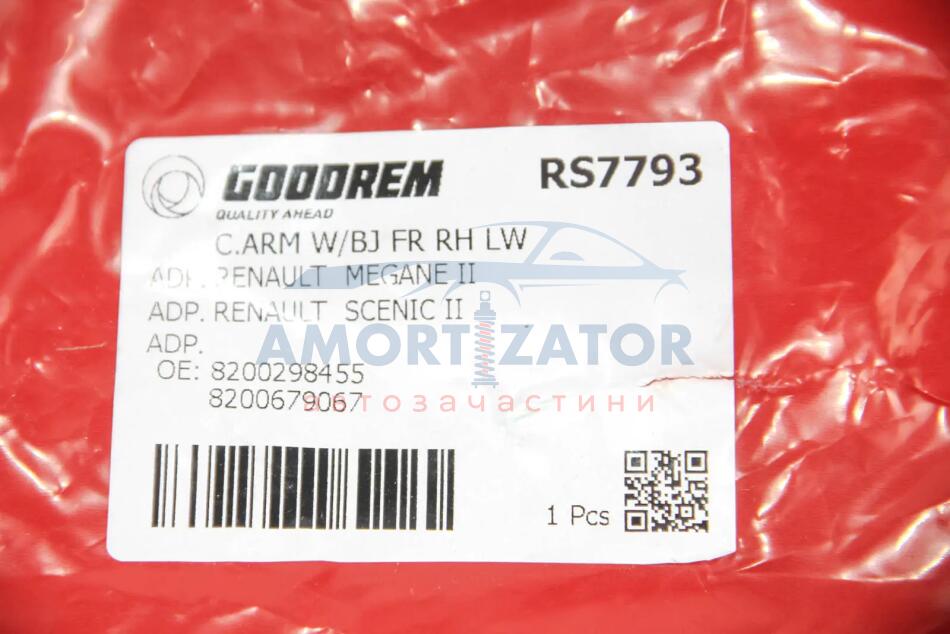 GOODREM
QUALITY AHEAD
RS7793
C.ARM W/BJ FR RH LW
ADP. RENAULT MEGANE II
ADP. RENAULT SCENIC II
ADP.
OE: 8200298455
8200679067
1 Pcs
AMORTIZATOR
автозачастини